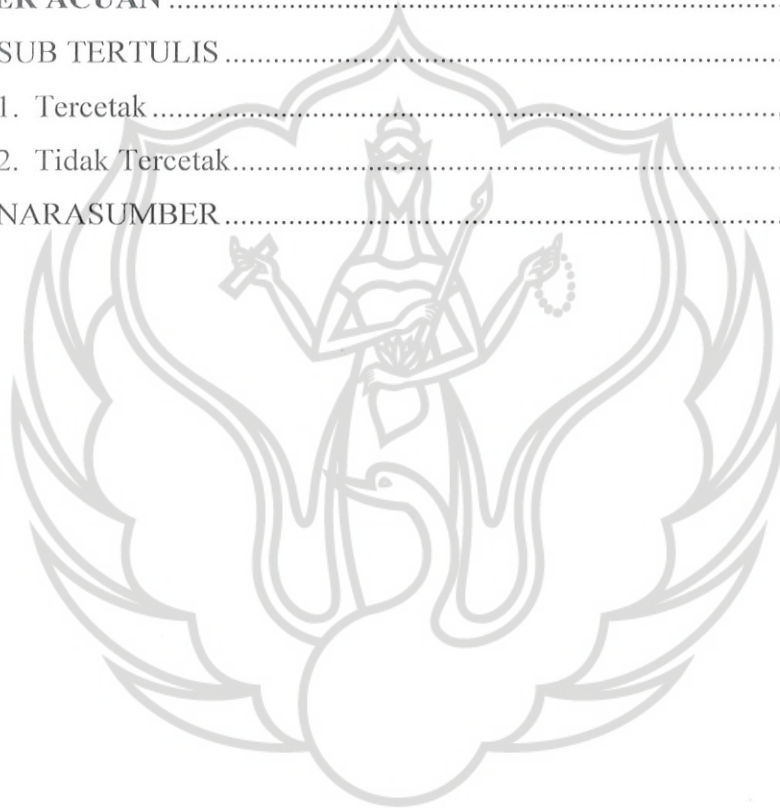 ER ACUAN
SUB TERTULIS
1. Tercetak
2. Tidak Tercetak
NARASUMBER